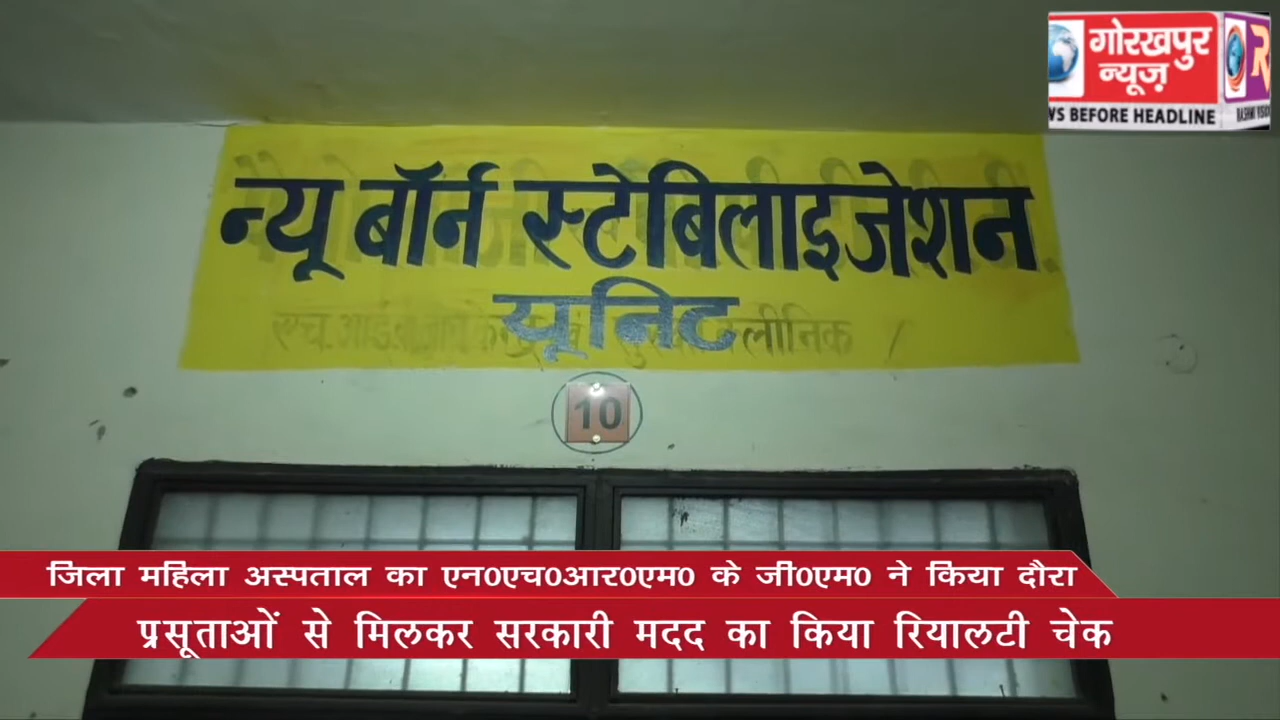 गोरखपुर
न्यूज़
WS BEFORE HEADLINE
न्यू बॉर्न स्टेबिलाइजेशन
यूनिट
क्लीनिक
10
जिला महिला अस्पताल का एन0एच0आर0एम0 के जी0एम0 ने किया दौरा
प्रसूताओं से मिलकर सरकारी मदद का किया रियालटी चेक